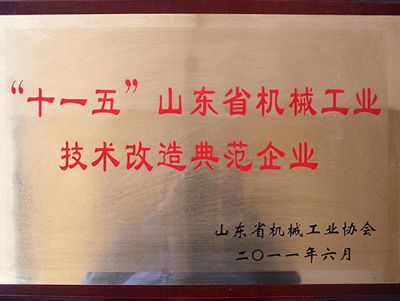 “十一五”山东省机械工业
技术改造典范企业
山东省机械工业协会
二〇一一年六月